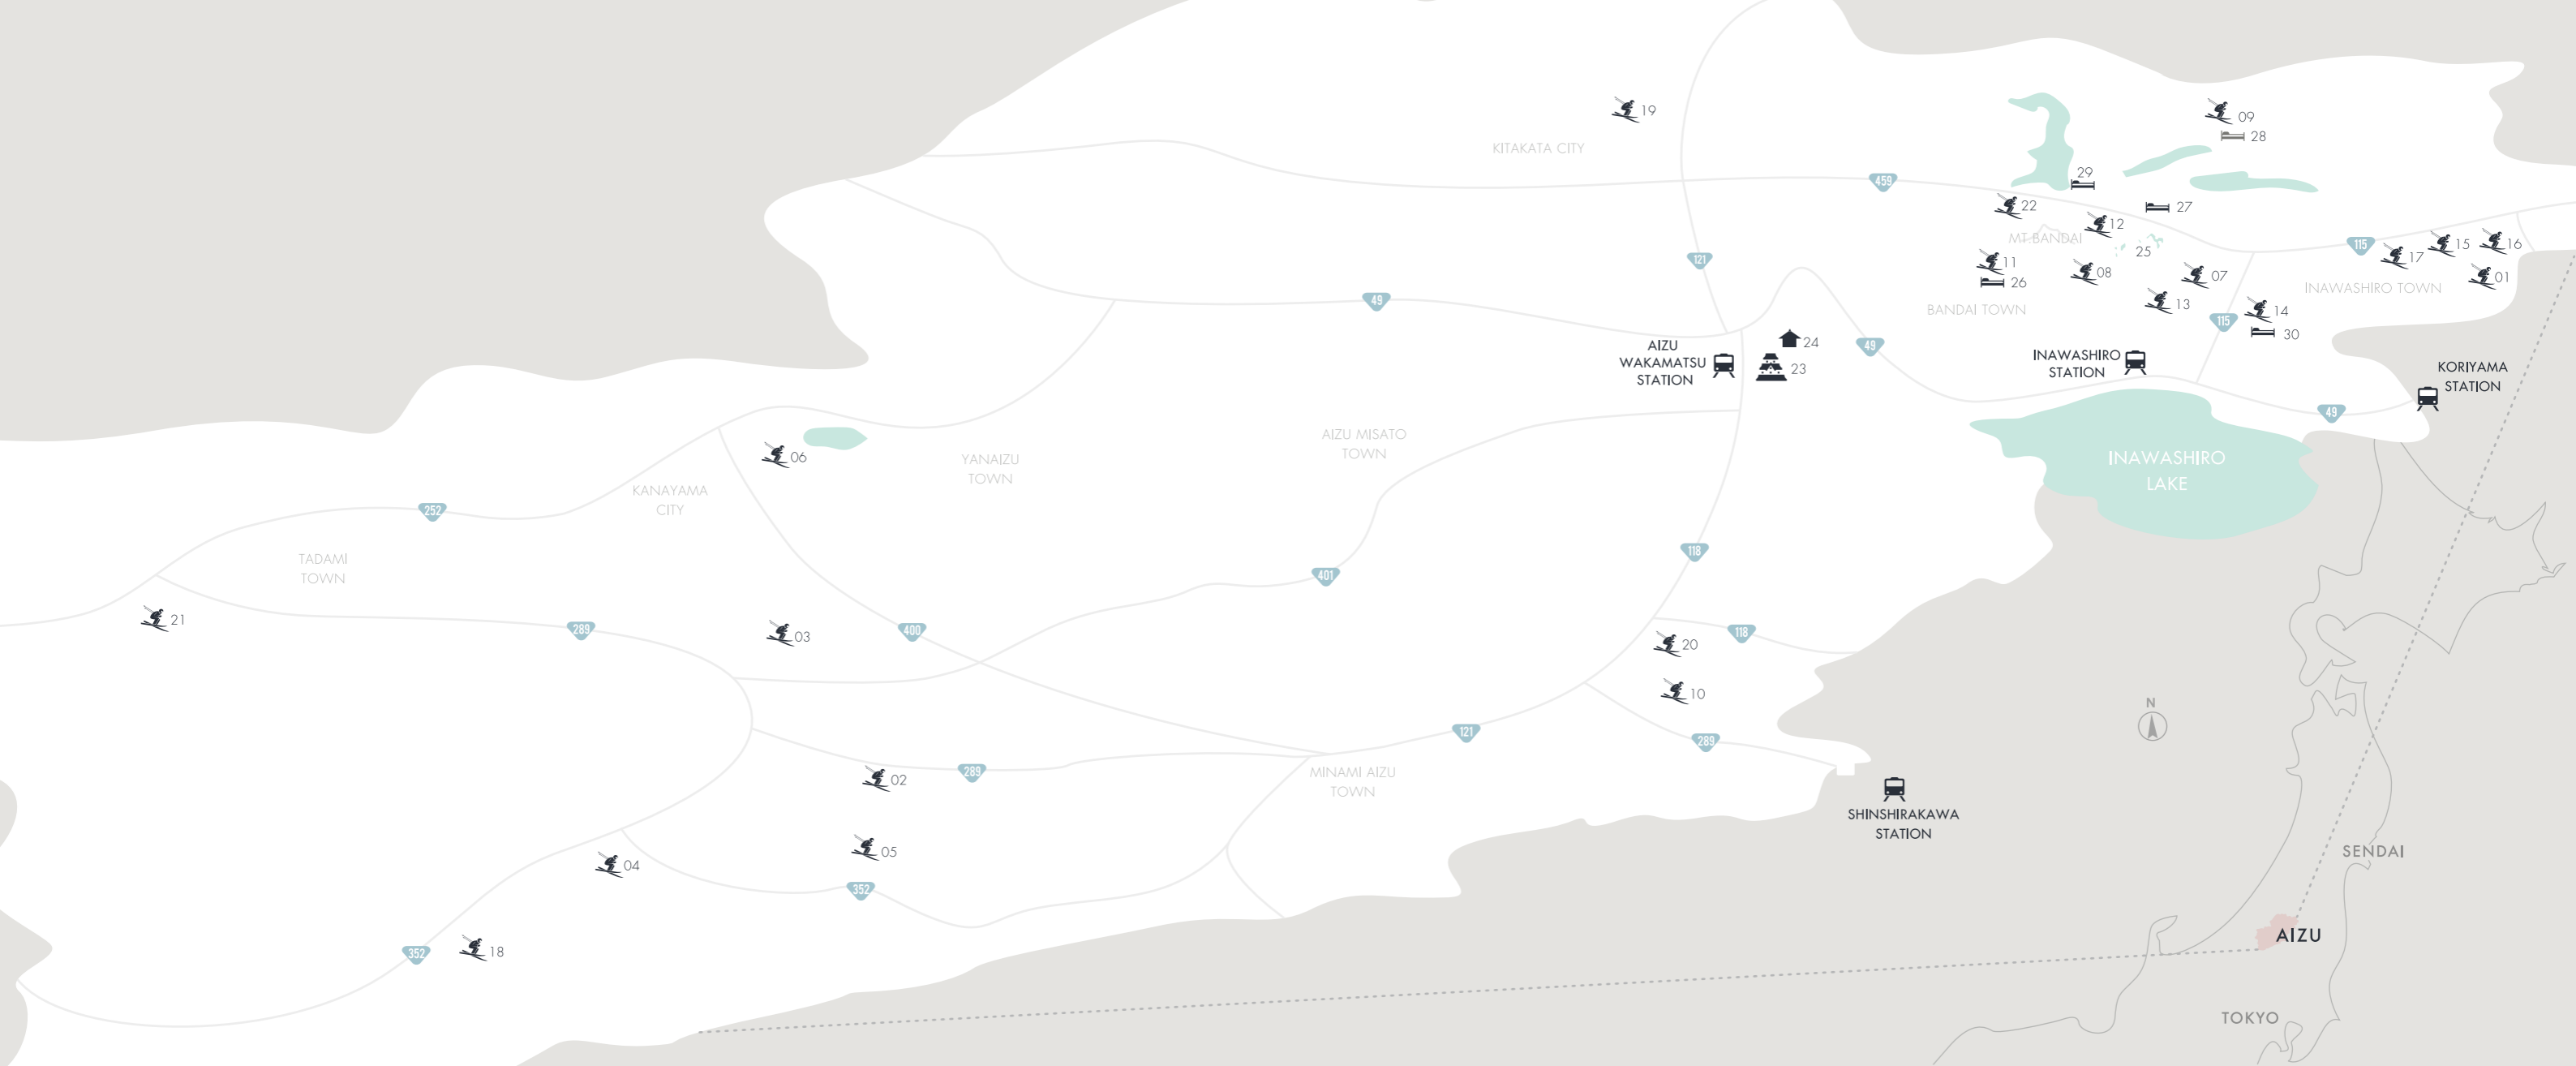 19
KITAKATA CITY
09
28
29
459
27
22
12
MT BANDAI
25
115
15
16
17
121
11
26
08
07
01
INAWASHIRO TOWN
49
BANDAI TOWN
13
14
115
30
24
AIZU
WAKAMATSU
STATION
23
49
INAWASHIRO
STATION
KORIYAMA
STATION
49
06
YANAIZU
TOWN
AIZU MISATO
TOWN
INAWASHIRO
LAKE
KANAYAMA
CITY
252
TADAMI
TOWN
118
401
21
289
03
400
118
20
10
N
121
289
02
289
MINAMI AIZU
TOWN
SHINSHIRAKAWA
STATION
05
04
352
SENDAI
18
352
AIZU
TOKYO